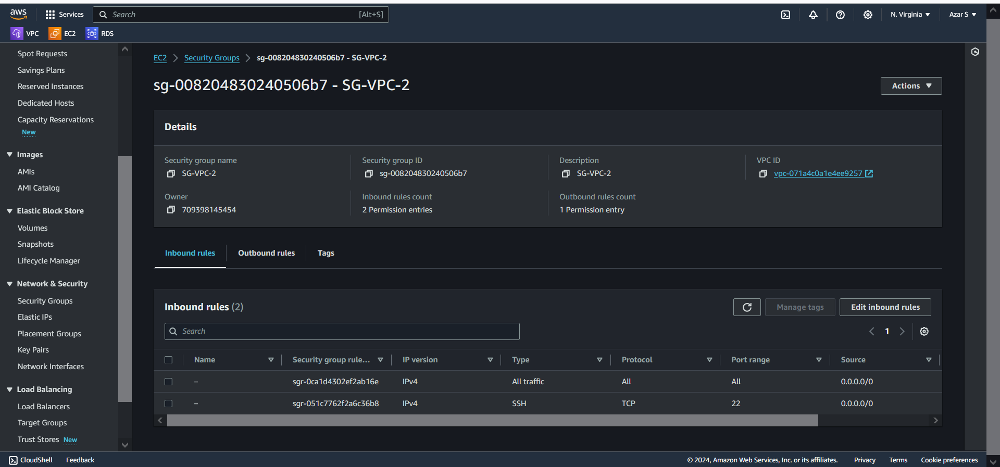 aws
Services
Search [Alt+S]
N. Virginia
Azar S
VPC
EC2
RDS
Spot Requests
Savings Plans
Reserved Instances
Dedicated Hosts
Capacity Reservations
New
Images
AMIs
AMI Catalog
Elastic Block Store
Volumes
Snapshots
Lifecycle Manager
Network & Security
Security Groups
Elastic IPs
Placement Groups
Key Pairs
Network Interfaces
Load Balancing
Load Balancers
Target Groups
Trust Stores New
EC2 > Security Groups > sg-008204830240506b7 - SG-VPC-2
sg-008204830240506b7 - SG-VPC-2
Actions
Details
Security group name
SG-VPC-2
Security group ID
sg-008204830240506b7
Description
SG-VPC-2
VPC ID
vpc-071a4c0a1e4ee9257
Owner
709398145454
Inbound rules count
2 Permission entries
Outbound rules count
1 Permission entry
Inbound rules
Outbound rules
Tags
Inbound rules (2)
Manage tags
Edit inbound rules
Search
1
Name Security group rule... IP version Type Protocol Port range Source
– sgr-0ca1d4302ef2ab16e IPv4 All traffic All All 0.0.0.0/0
– sgr-051c7762f2a6c36b8 IPv4 SSH TCP 22 0.0.0.0/0
CloudShell
Feedback
© 2024, Amazon Web Services, Inc. or its affiliates.
Privacy
Terms
Cookie preferences